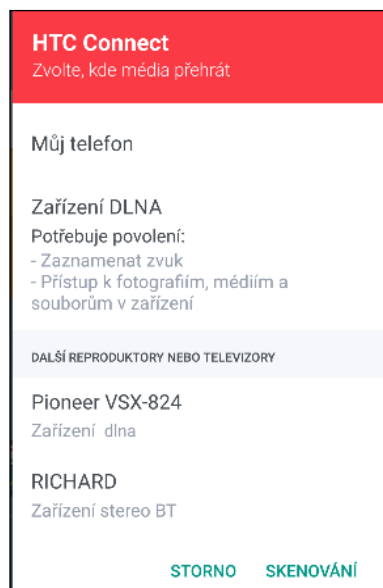 HTC Connect
Zvolte, kde média přehrát
Můj telefon
Zařízení DLNA
Potřebuje povolení:
- Zaznamenat zvuk
- Přístup k fotografiím, médiím a
souborům v zařízení
DALŠÍ REPRODUKTORY NEBO TELEVIZORY
Pioneer VSX-824
Zařízení dlna
RICHARD
Zařízení stereo BT
STORNO SKENOVÁNÍ